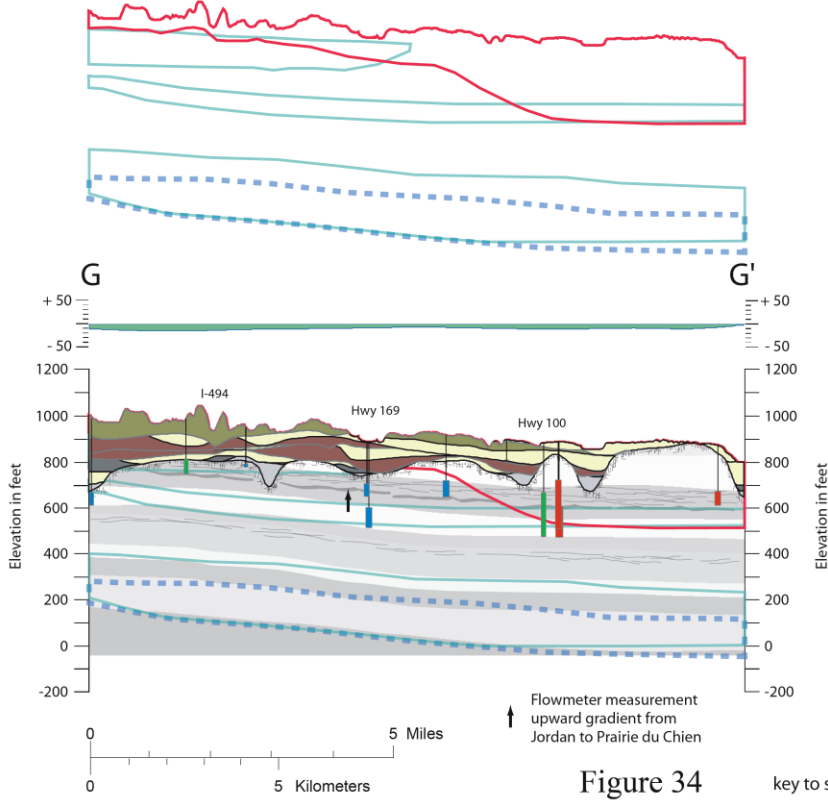 G G'
+ 50 + 50
- 50 - 50
1200 1200
I-494
1000 Hwy 169 1000
Hwy 100
800 800
600 600
400 400
200 200
0 0
-200 -200
Elevation in feet
Elevation in feet
Flowmeter measurement
upward gradient from
Jordan to Prairie du Chien
0 5 Miles
0 5 Kilometers
Figure 34 key to s